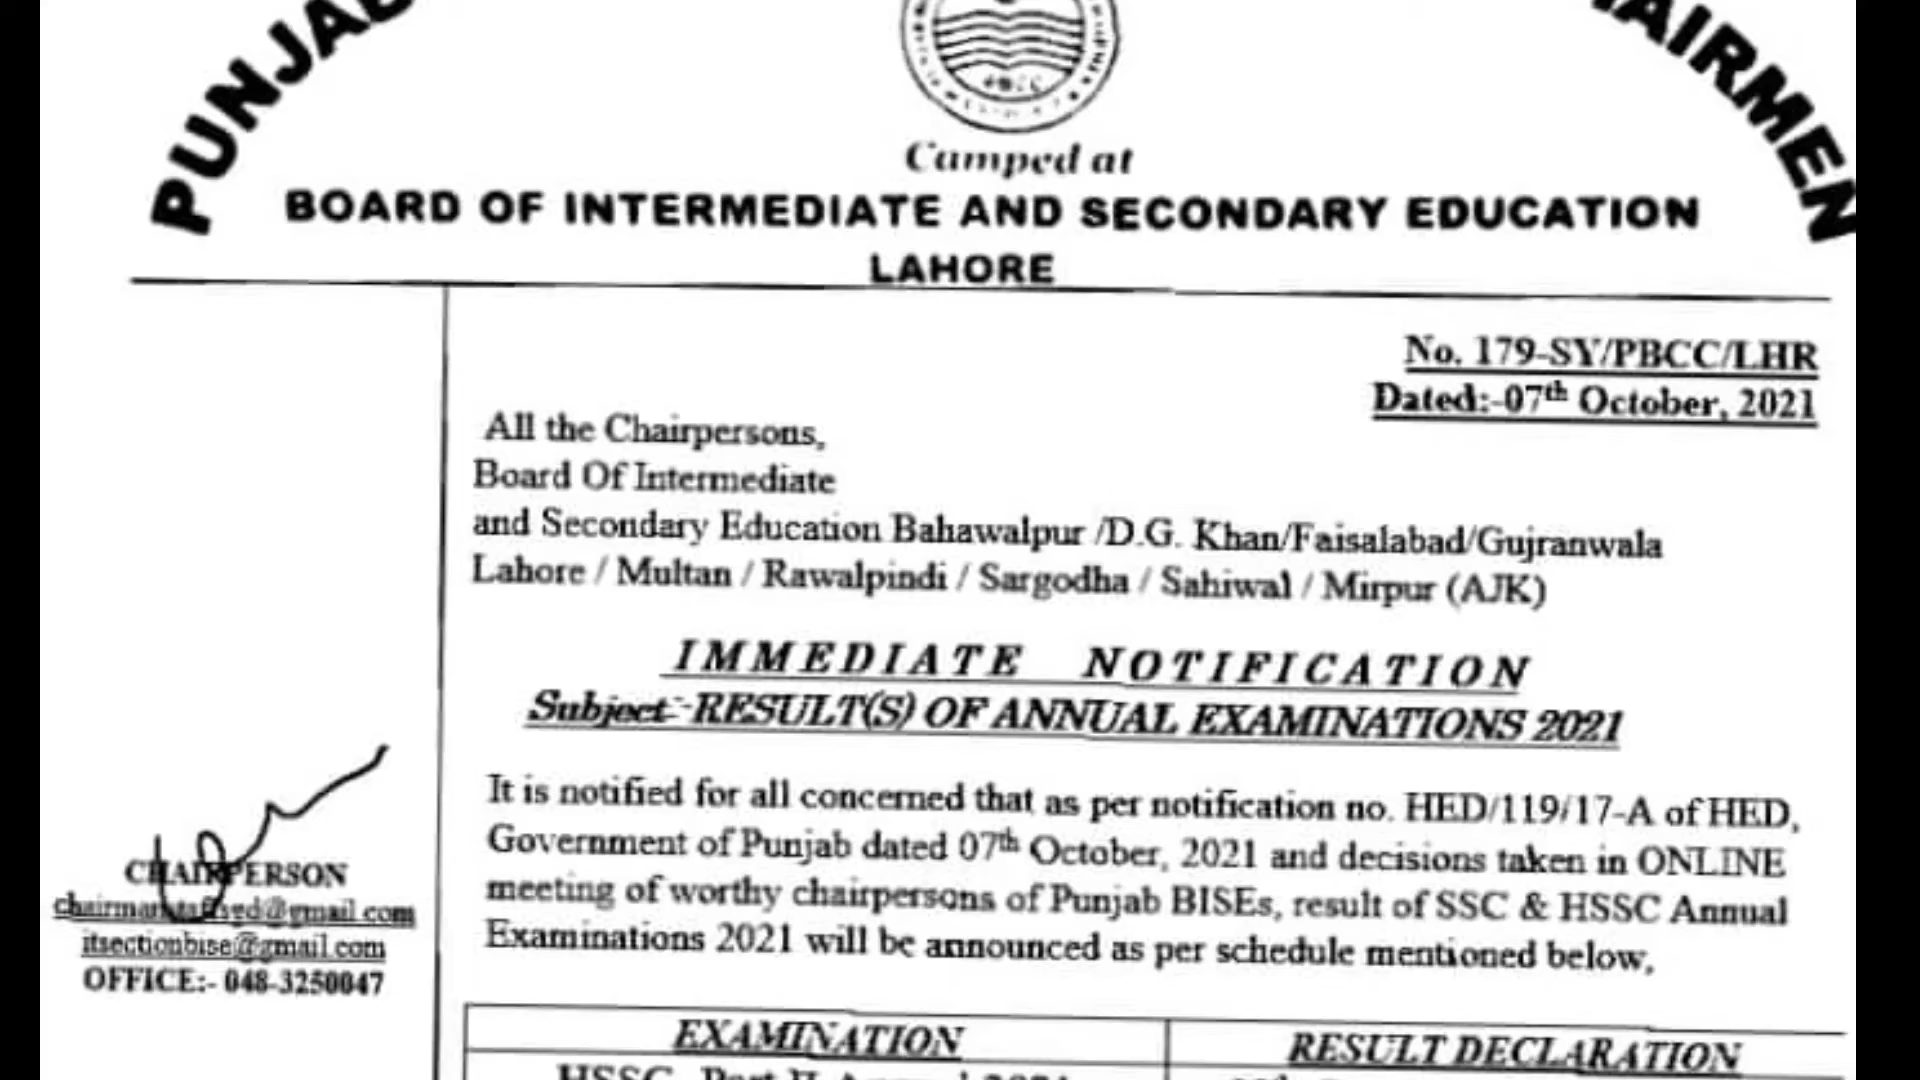 PUNJAB
CHAIRMEN
Camped at
BOARD OF INTERMEDIATE AND SECONDARY EDUCATION
LAHORE
No. 179-SY/PBCC/LHR
Dated:-07th October, 2021
All the Chairpersons,
Board Of Intermediate
and Secondary Education Bahawalpur /D.G. Khan/Faisalabad/Gujranwala
Lahore / Multan / Rawalpindi / Sargodha / Sahiwal / Mirpur (AJK)
IMMEDIATE NOTIFICATION
Subject:-RESULT(S) OF ANNUAL EXAMINATIONS 2021
It is notified for all concerned that as per notification no. HED/119/17-A of HED,
Government of Punjab dated 07th October, 2021 and decisions taken in ONLINE
meeting of worthy chairpersons of Punjab BISEs, result of SSC & HSSC Annual
Examinations 2021 will be announced as per schedule mentioned below,
CHAIRPERSON
itsectionbise@gmail.com
OFFICE:- 048-3250047
EXAMINATION RESULT DECLARATION
HSSC